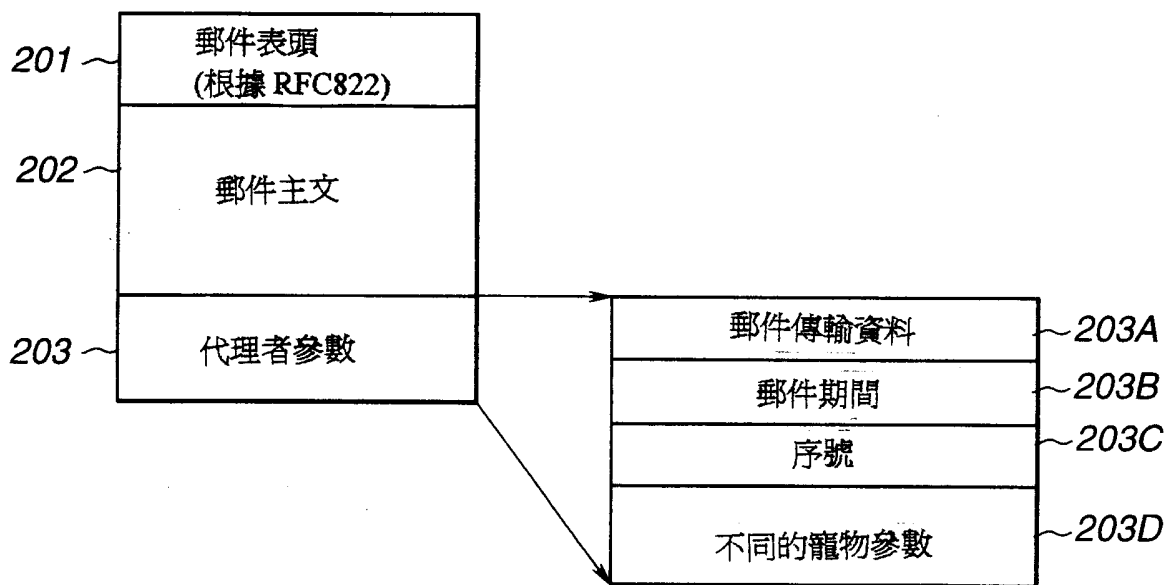 201
郵件表頭
(根據 RFC822)
202
郵件主文
203
代理者參數
郵件傳輸資料
203A
郵件期間
203B
序號
203C
不同的寵物參數
203D